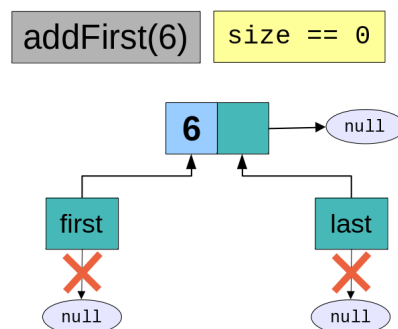 addFirst(6)
size == 0
6
null
first
last
null
null